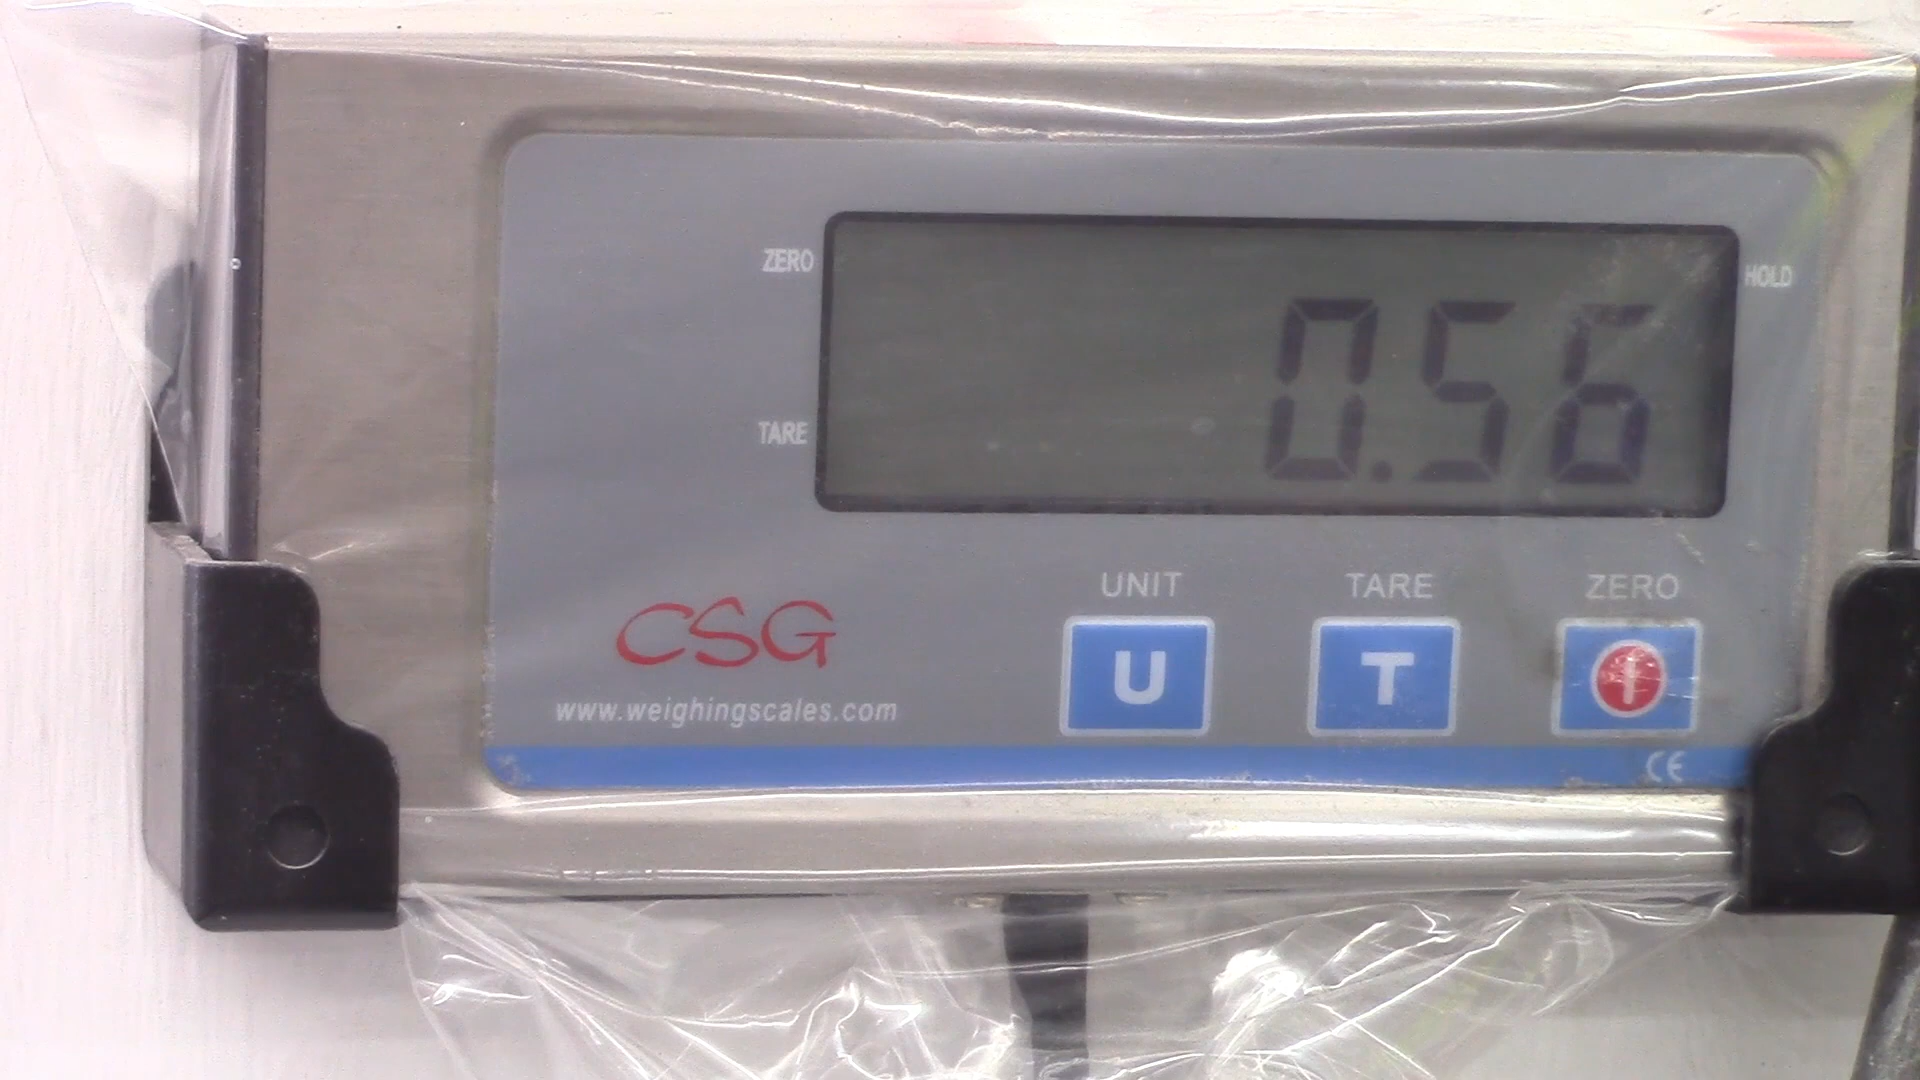 ZERO
HOLD
0.56
TARE
UNIT TARE ZERO
CSG
U T
www.weighingscales.com
CE